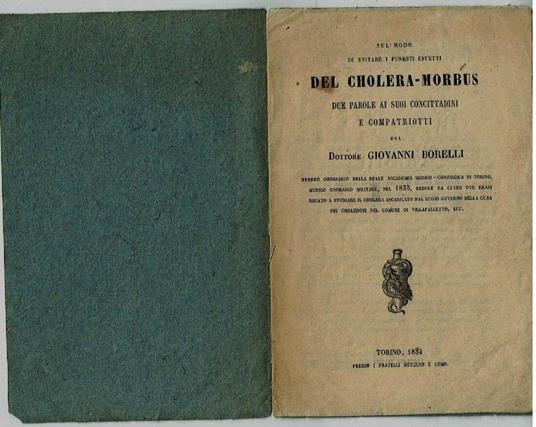 SUL MODO
DI EVITARE I FUNESTI EFFETTI
DEL CHOLERA-MORBUS
DUE PAROLE AI SUOI CONCITTADINI
E COMPATRIOTTI
DEL
DOTTORE GIOVANNI BORELLI
MEMBRO ORDINARIO DELLA REALE ACCADEMIA MEDICO-CHIRURGICA DI TORINO,
MEDICO ONORARIO MILITARE, NEL 1835, REDUCE DA CUNEO OVE ERASI
RECATO A STUDIARE IL CHOLERA INCARICATO DAL REGIO GOVERNO DELLA CURA
DEI CHOLEROSI NEL COMUNE DI VILLAFALLETTO, ECC.
TORINO, 1854
PRESSO I FRATELLI REYCEND E COMP.